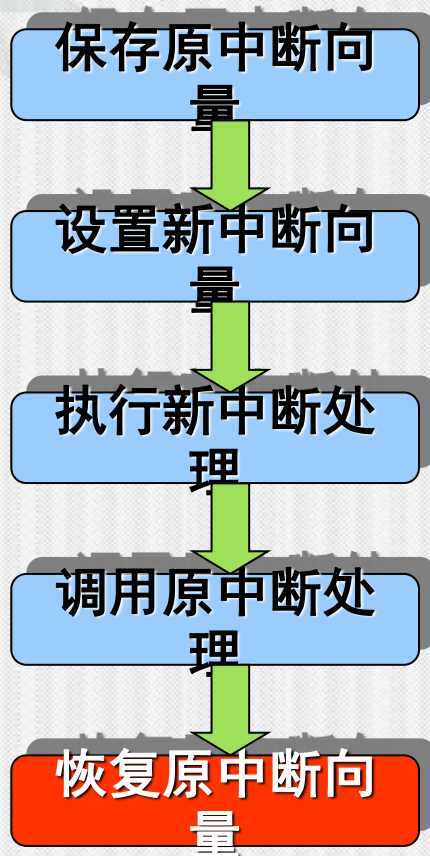 保存原中断向
量
设置新中断向
量
执行新中断处
理
调用原中断处
理
恢复原中断向
量